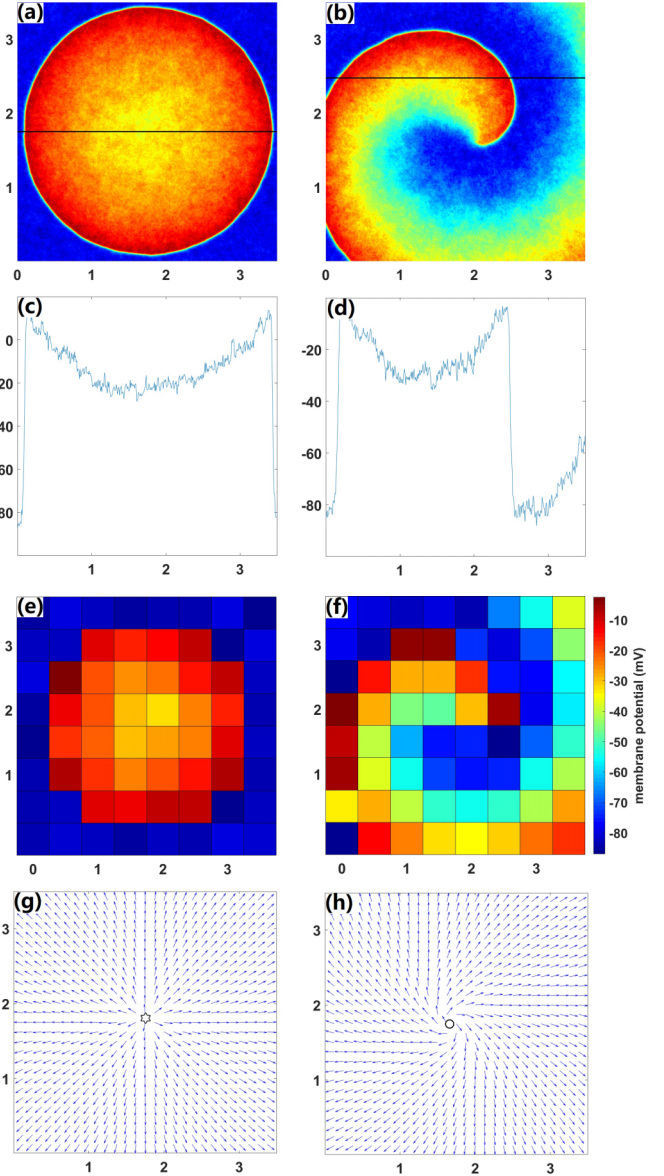 (a) (b)
3 3
2 2
1 1
0 1 2 3 0 1 2 3
(c) (d)
0
20 -20
40 -40
60 -60
80 -80
1 2 3 1 2 3
(e) (f)
3 3
2 2
1 1
0 1 2 3 0 1 2 3
-10
-20
-30
-40
-50
-60
-70
-80
membrane potential (mV)
(g) (h)
3 3
2 2
1 1
1 2 3 1 2 3